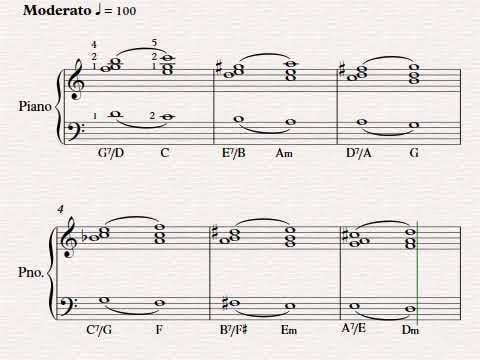 Moderato ♩ = 100
4 5
2 2
1 1
Piano
1 2
G⁷/D C E⁷/B Am D⁷/A G
4
Pno.
C⁷/G F B⁷/F♯ Em A⁷/E Dm